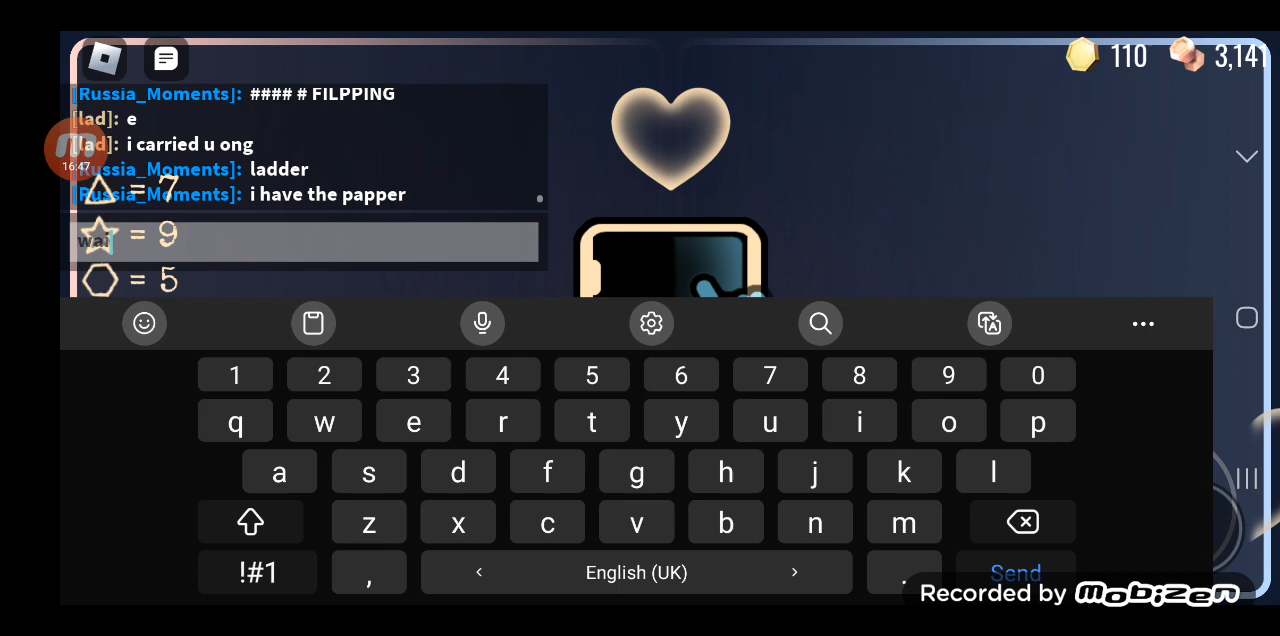 110 3,141
[Russia_Moments]: #### # FILPPING
[lad]: e
[lad]: i carried u ong
16:47
[Russia_Moments]: ladder
= 7
[Russia_Moments]: i have the papper
wai
= 9
= 5
1 2 3 4 5 6 7 8 9 0
q w e r t y u i o p
a s d f g h j k l
z x c v b n m
!#1 , English (UK) . Send
Recorded by mobizen